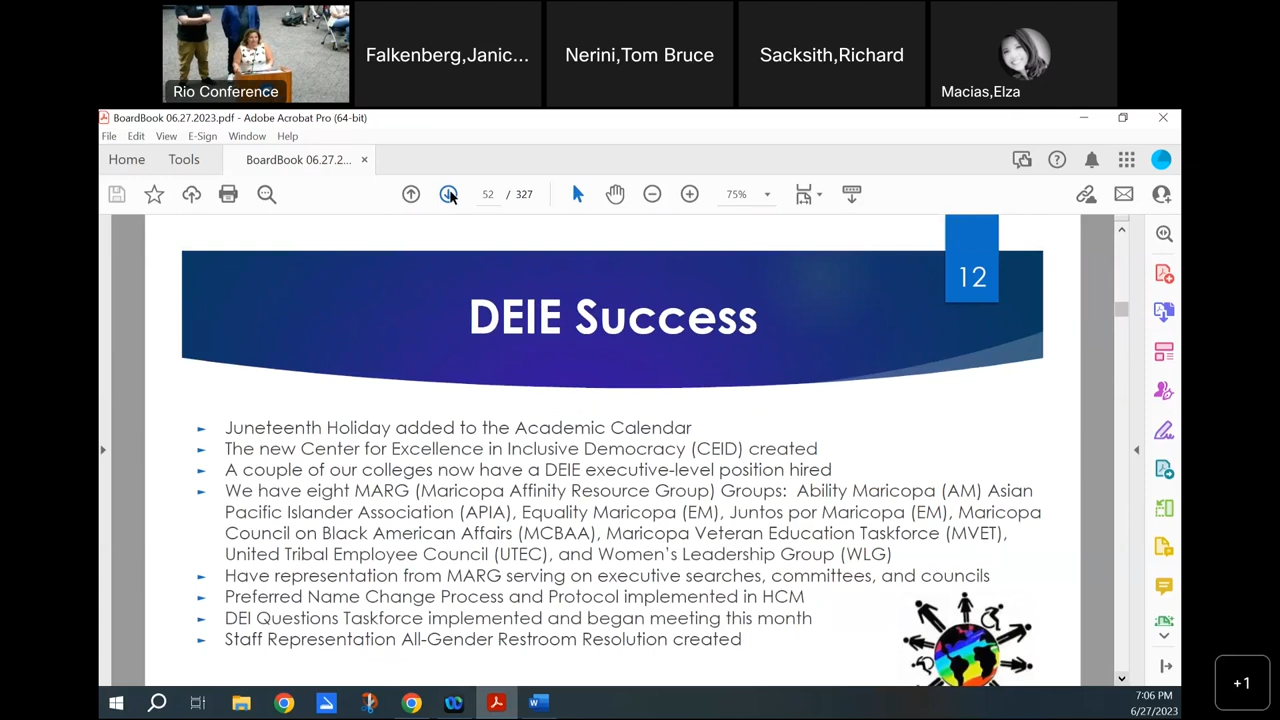 Rio Conference
Falkenberg,Janic...
Nerini,Tom Bruce
Sacksith,Richard
Macias,Elza
BoardBook 06.27.2023.pdf - Adobe Acrobat Pro (64-bit)
File Edit View E-Sign Window Help
Home Tools BoardBook 06.27.2... ×
52 / 327 75%
12
DEIE Success
► Juneteenth Holiday added to the Academic Calendar
► The new Center for Excellence in Inclusive Democracy (CEID) created
► A couple of our colleges now have a DEIE executive-level position hired
► We have eight MARG (Maricopa Affinity Resource Group) Groups: Ability Maricopa (AM) Asian
Pacific Islander Association (APIA), Equality Maricopa (EM), Juntos por Maricopa (EM), Maricopa
Council on Black American Affairs (MCBAA), Maricopa Veteran Education Taskforce (MVET),
United Tribal Employee Council (UTEC), and Women's Leadership Group (WLG)
► Have representation from MARG serving on executive searches, committees, and councils
► Preferred Name Change Process and Protocol implemented in HCM
► DEI Questions Taskforce implemented and began meeting this month
► Staff Representation All-Gender Restroom Resolution created
7:06 PM
6/27/2023
+1